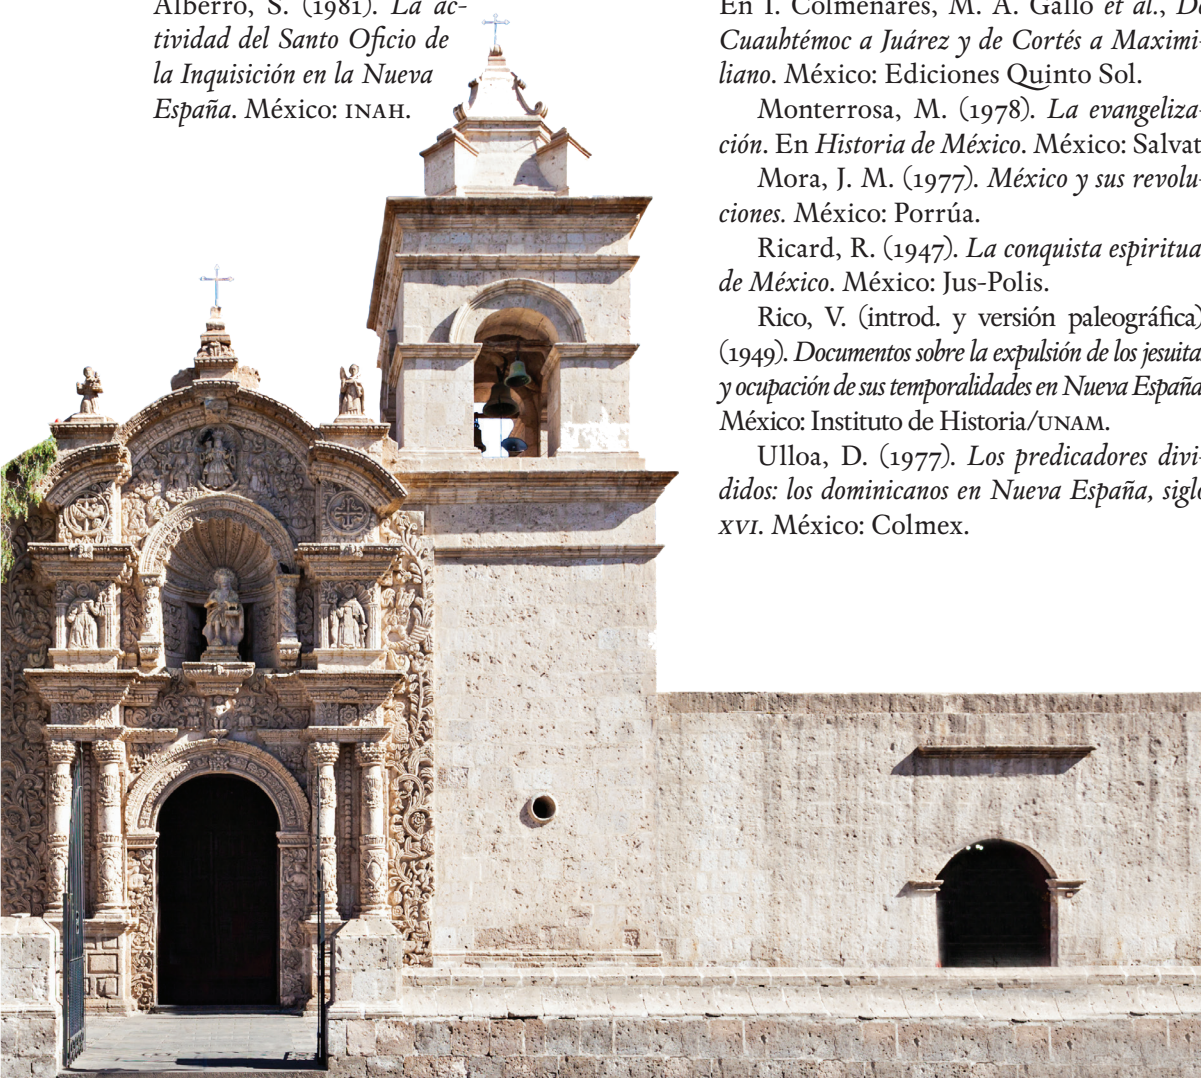 Alberro, S. (1981). La ac-
tividad del Santo Oficio de
la Inquisición en la Nueva
España. México: INAH.
En I. Colmenares, M. A. Gallo et al., De
Cuauhtémoc a Juárez y de Cortés a Maximi-
liano. México: Ediciones Quinto Sol.
Monterrosa, M. (1978). La evangeliza-
ción. En Historia de México. México: Salvat
Mora, J. M. (1977). México y sus revolu-
ciones. México: Porrúa.
Ricard, R. (1947). La conquista espiritua
de México. México: Jus-Polis.
Rico, V. (introd. y versión paleográfica)
(1949). Documentos sobre la expulsión de los jesuita
y ocupación de sus temporalidades en Nueva España
México: Instituto de Historia/UNAM.
Ulloa, D. (1977). Los predicadores divi-
didos: los dominicanos en Nueva España, siglo
XVI. México: Colmex.